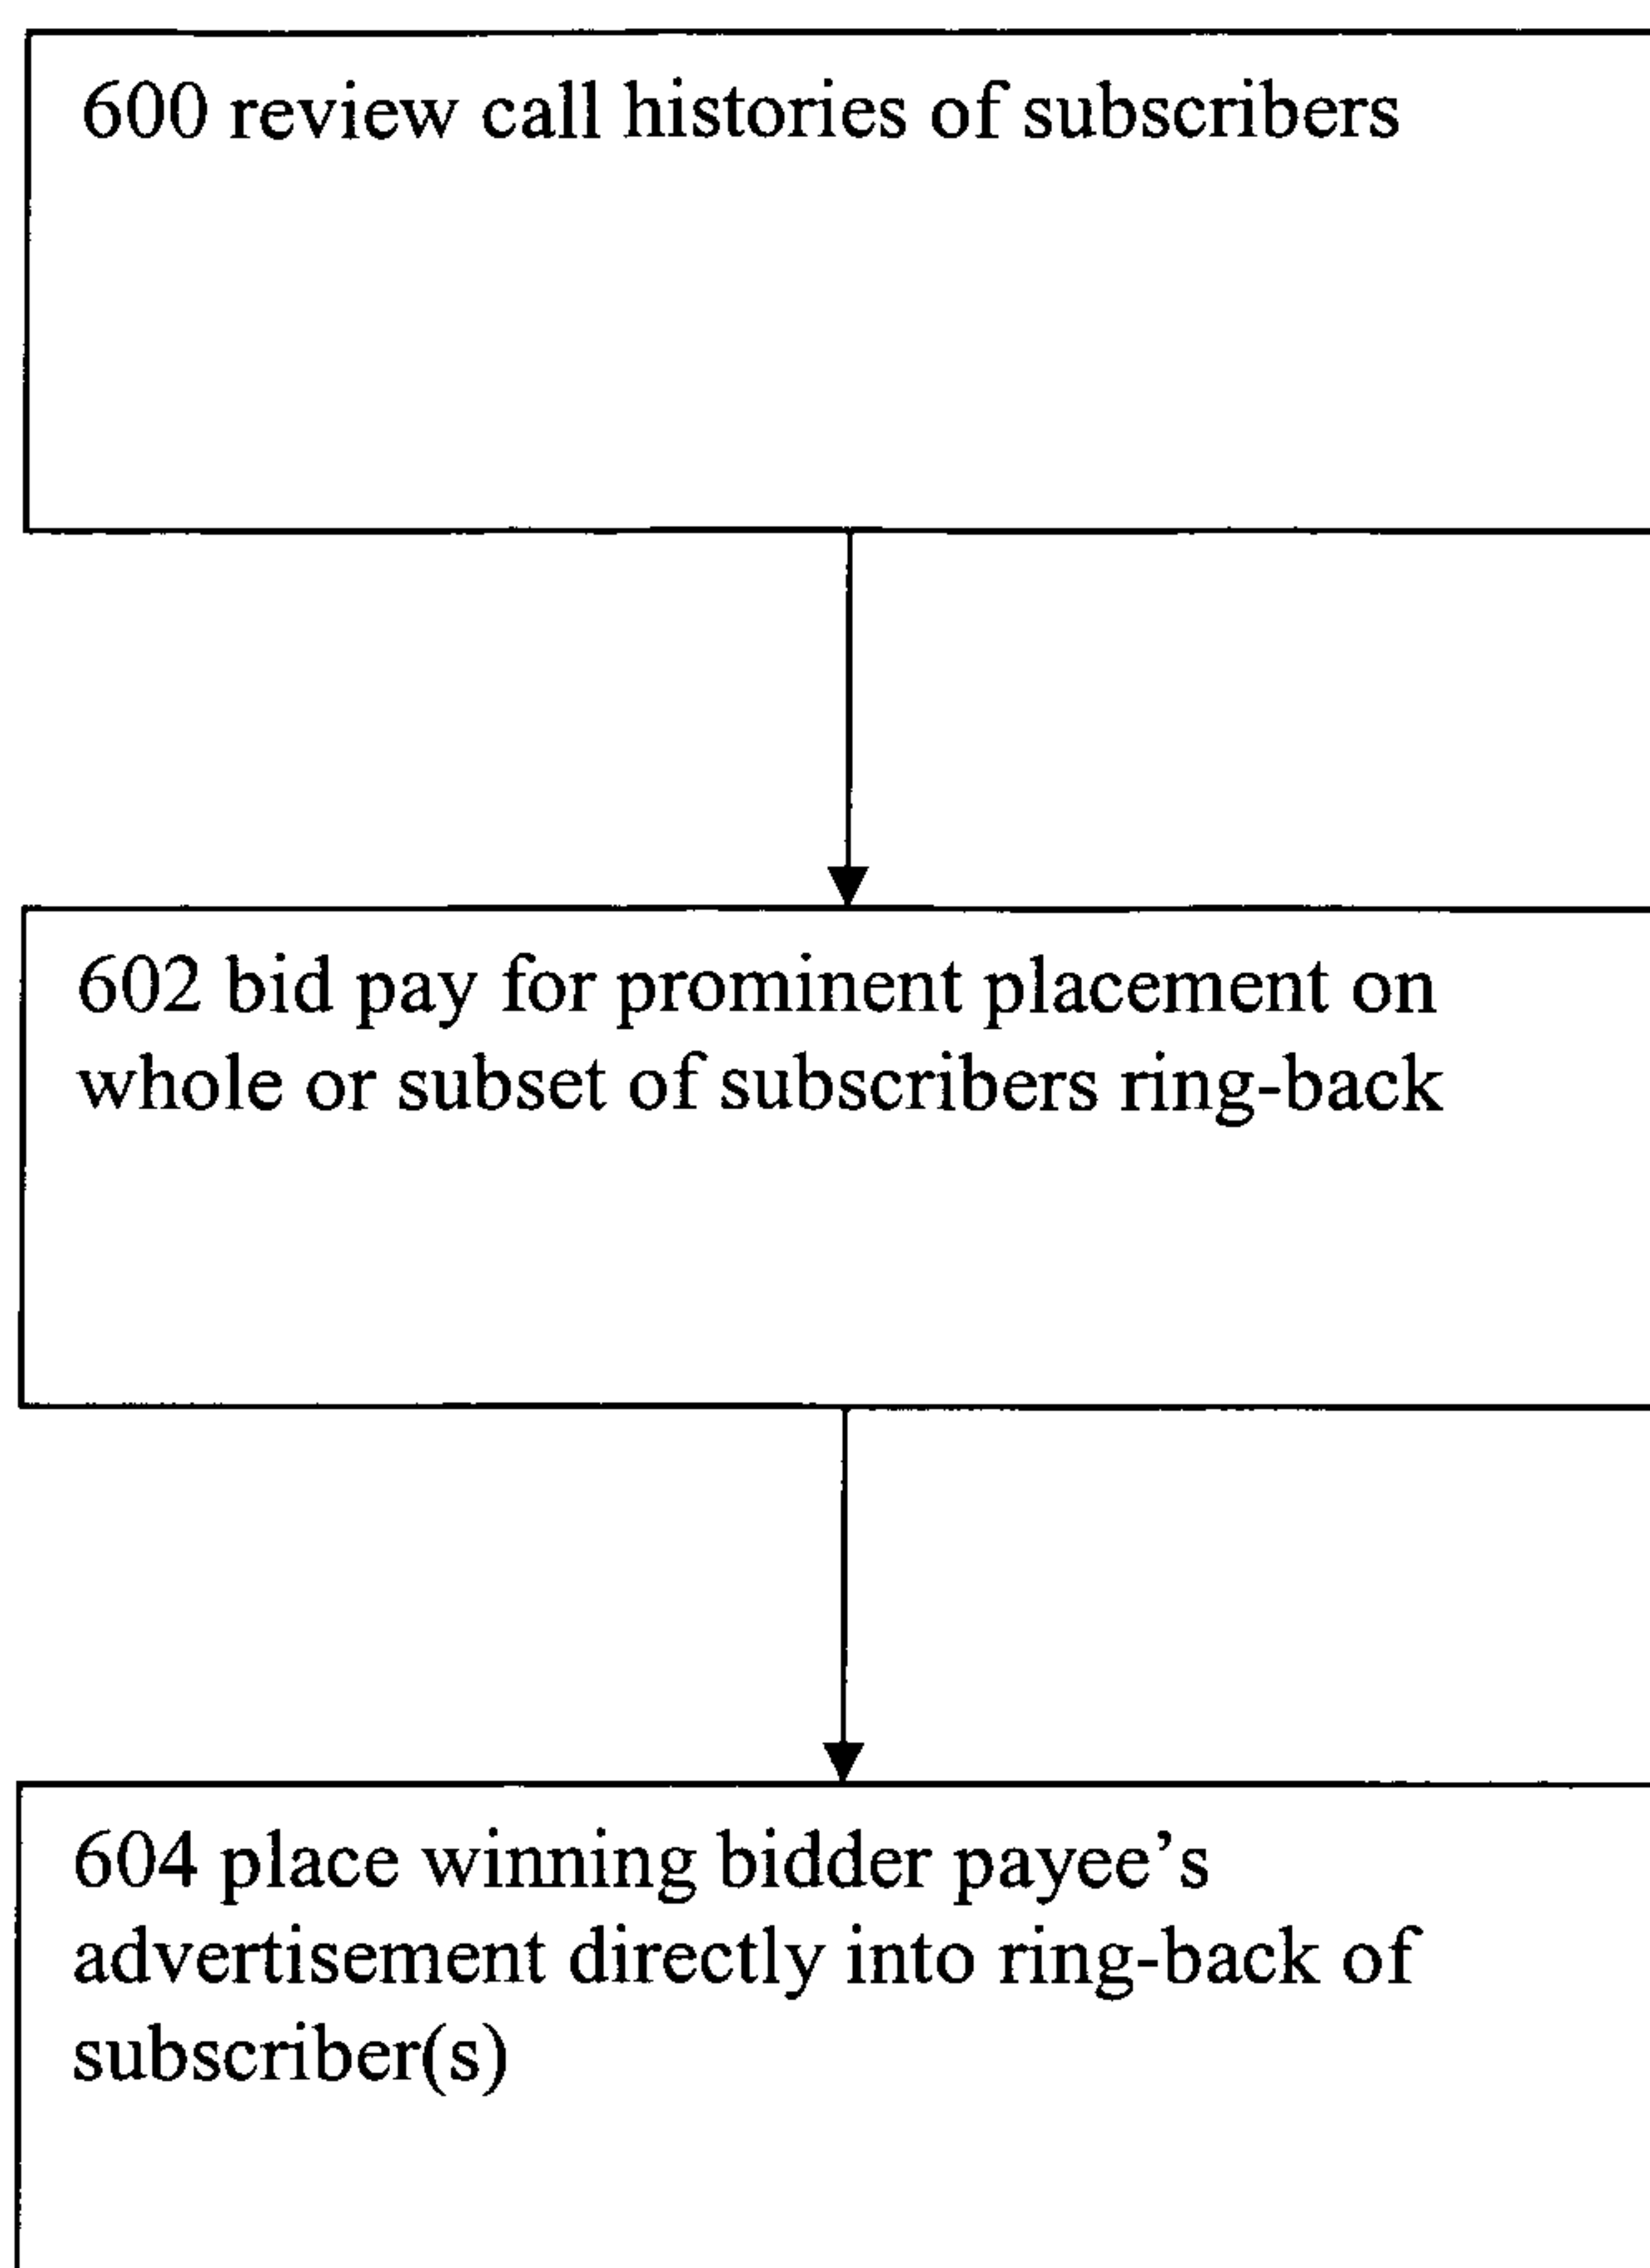 600 review call histories of subscribers
602 bid pay for prominent placement on
whole or subset of subscribers ring-back
604 place winning bidder payee's
advertisement directly into ring-back of
subscriber(s)